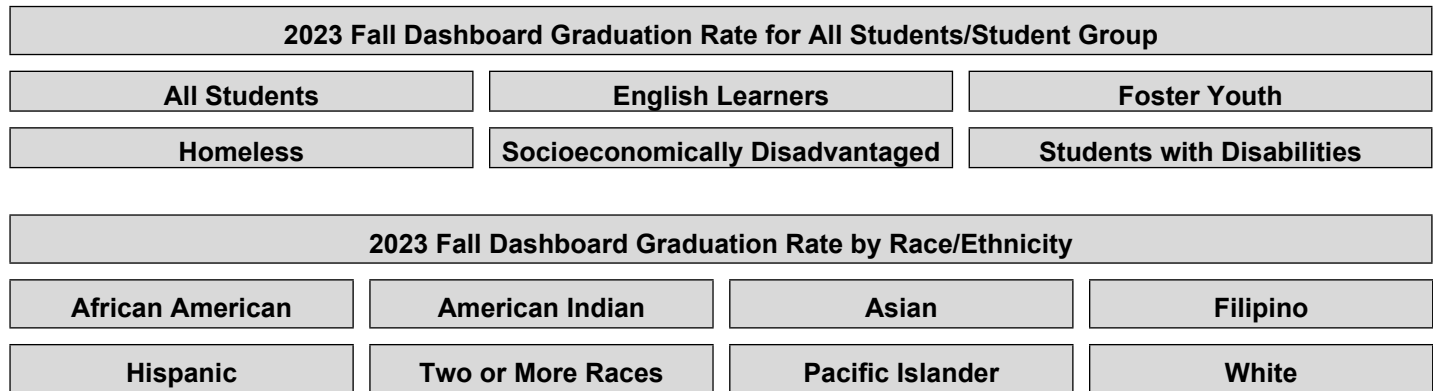 2023 Fall Dashboard Graduation Rate for All Students/Student Group
All Students English Learners Foster Youth
Homeless Socioeconomically Disadvantaged Students with Disabilities
2023 Fall Dashboard Graduation Rate by Race/Ethnicity
African American American Indian Asian Filipino
Hispanic Two or More Races Pacific Islander White